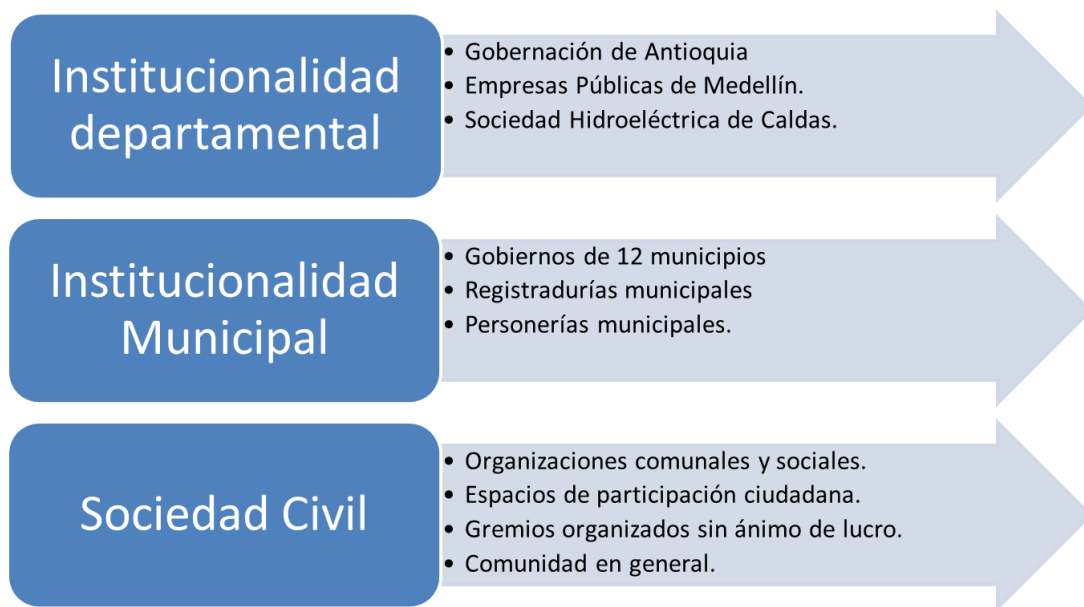 Institucionalidad
departamental
• Gobernación de Antioquia
• Empresas Públicas de Medellín.
• Sociedad Hidroeléctrica de Caldas.
Institucionalidad
Municipal
• Gobiernos de 12 municipios
• Registradurías municipales
• Personerías municipales.
Sociedad Civil
• Organizaciones comunales y sociales.
• Espacios de participación ciudadana.
• Gremios organizados sin ánimo de lucro.
• Comunidad en general.